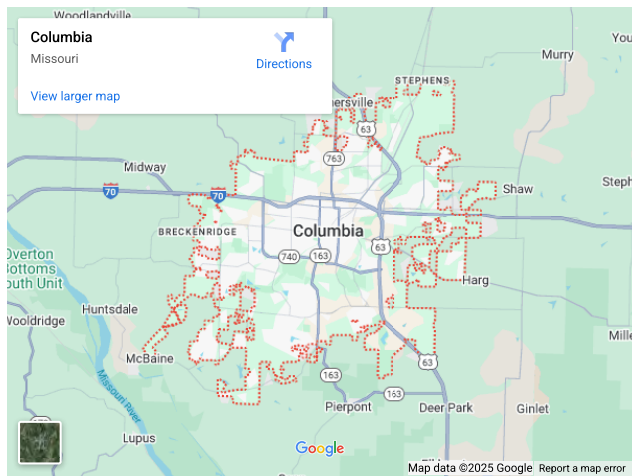 Woodlandville
Columbia
Missouri
Directions
View larger map
STEPHENS
Murry
ersville
63
763
Midway
70
70
Shaw
Steph
BRECKENRIDGE
Columbia
63
740
163
Overton
Bottoms
outh Unit
Harg
Huntsdale
Wooldridge
Mille
McBaine
63
163
163
Missouri River
Pierpont
Deer Park
Ginlet
Lupus
Google
Map data ©2025 Google
Report a map error